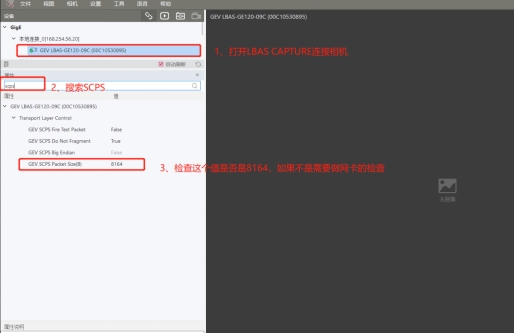 文件 视图 相机 设置 工具 语言 帮助
设备
GigE
本地连接_0[168.254.56.20]
GEV LBAS-GE120-09C (00C10530895)
自动刷新
属性
scps
属性 值
GEV LBAS-GE120-09C (00C10530895)
Transport Layer Control
GEV SCPS Fire Test Packet False
GEV SCPS Do Not Fragment True
GEV SCPS Big Endian False
GEV SCPS Packet Size(B) 8164
属性说明
GEV LBAS-GE120-09C (00C10530895)
1、打开LBAS CAPTURE连接相机
2、搜索SCPS
3、检查这个值是否是8164，如果不是需要做网卡的检查
无图像